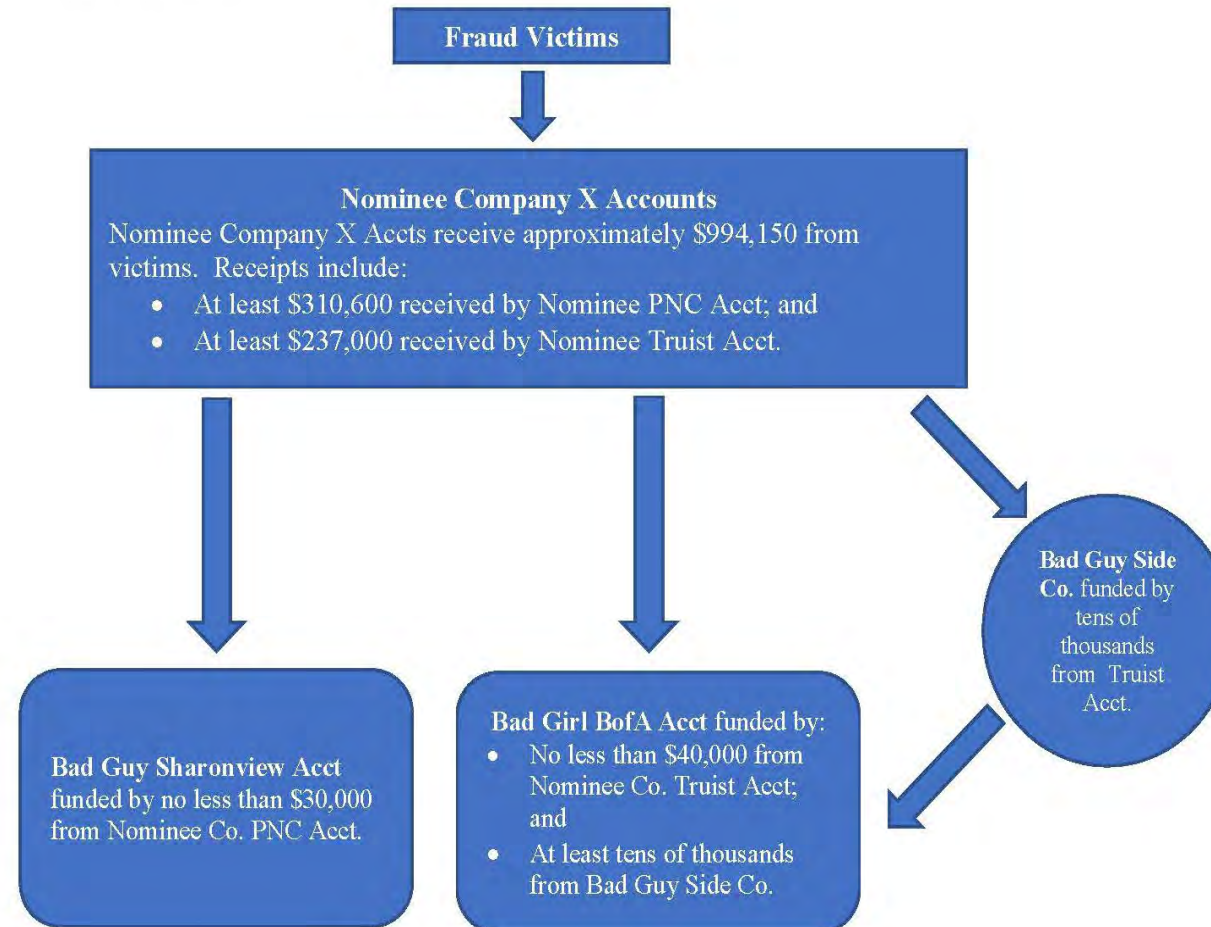 Fraud Victims
Nominee Company X Accounts
Nominee Company X Accts receive approximately $994,150 from
victims. Receipts include:
• At least $310,600 received by Nominee PNC Acct; and
• At least $237,000 received by Nominee Truist Acct.
Bad Guy Side
Co. funded by
tens of
thousands
from Truist
Acct.
Bad Guy Sharonview Acct
funded by no less than $30,000
from Nominee Co. PNC Acct.
Bad Girl BofA Acct funded by:
• No less than $40,000 from
Nominee Co. Truist Acct;
and
• At least tens of thousands
from Bad Guy Side Co.